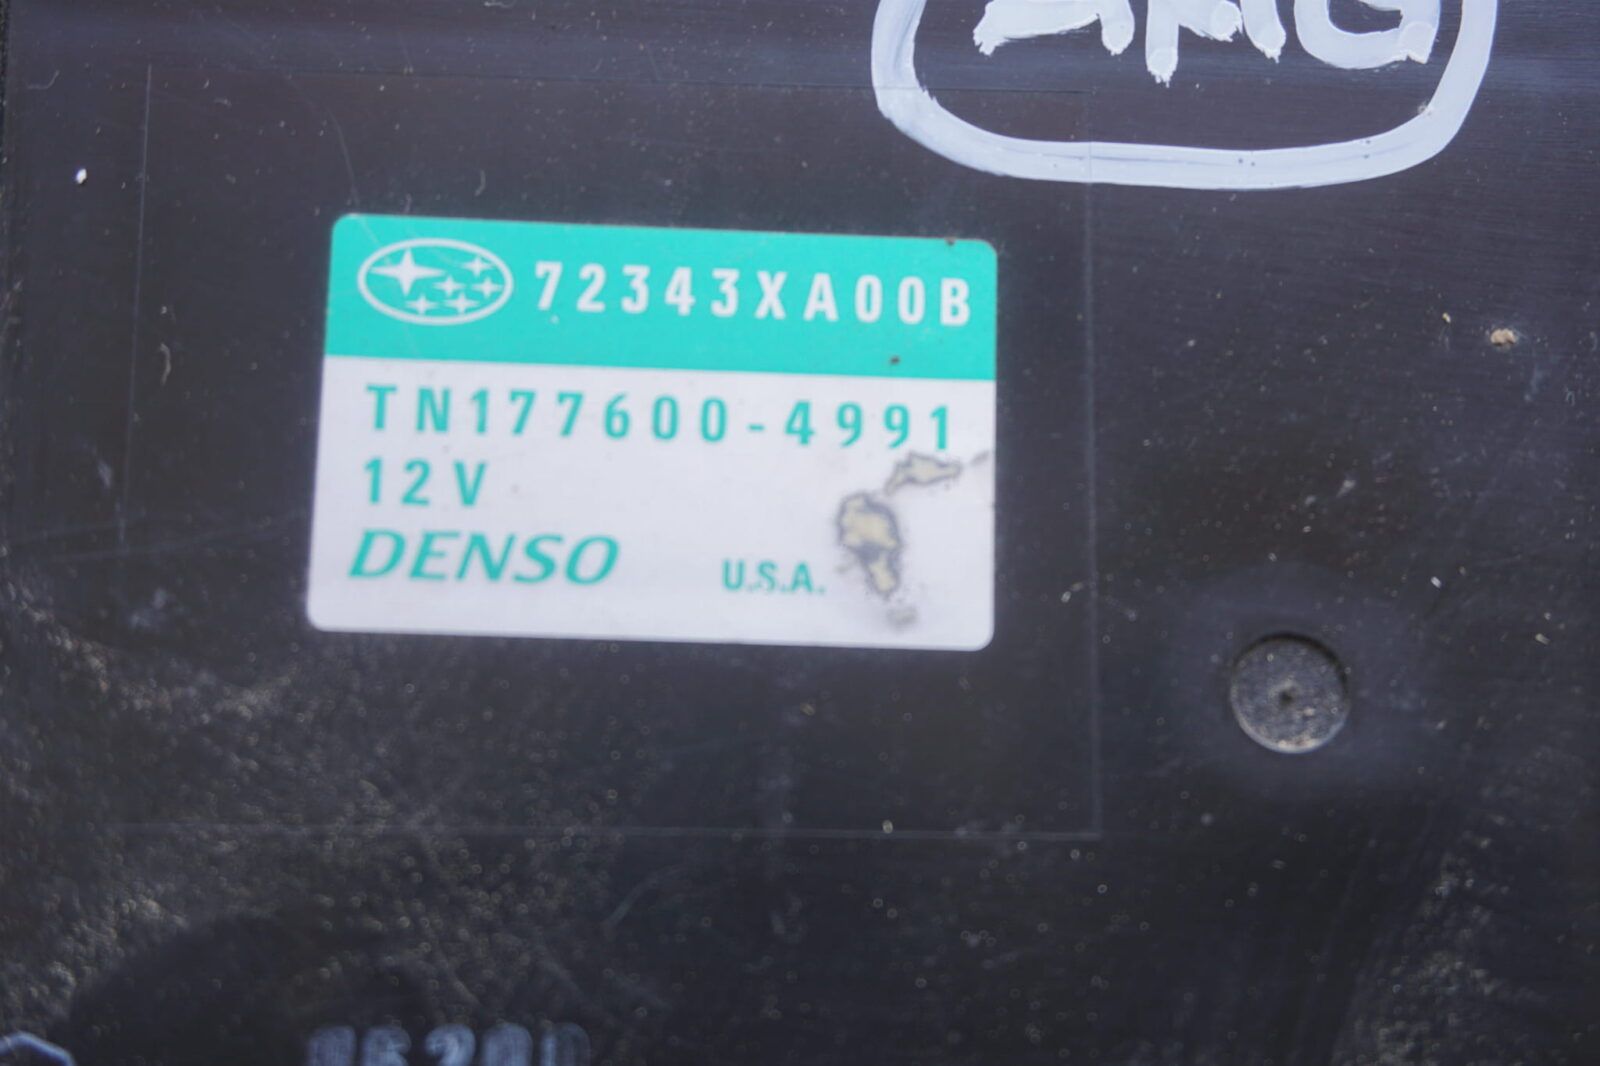 72343XA00B
TN177600-4991
12V
DENSO U.S.A.